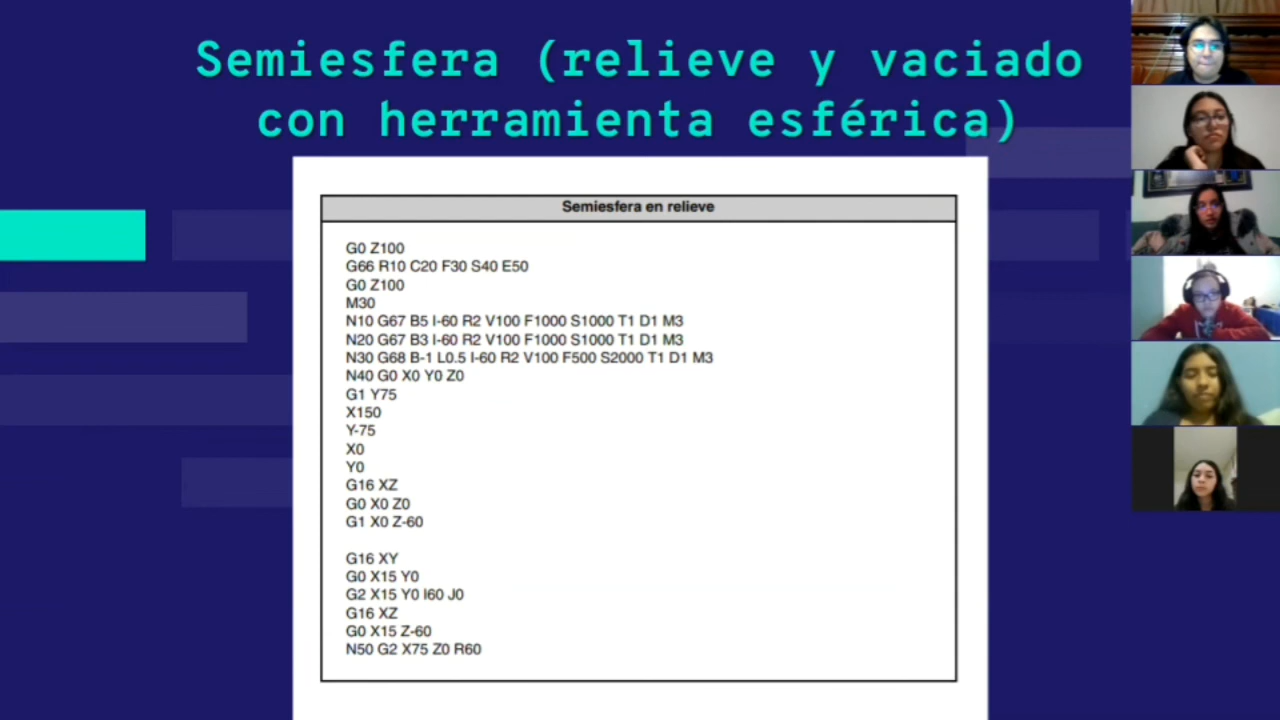 Semiesfera (relieve y vaciado
con herramienta esférica)
Semiesfera en relieve
G0 Z100
G66 R10 C20 F30 S40 E50
G0 Z100
M30
N10 G67 B5 I-60 R2 V100 F1000 S1000 T1 D1 M3
N20 G67 B3 I-60 R2 V100 F1000 S1000 T1 D1 M3
N30 G68 B-1 L0.5 I-60 R2 V100 F500 S2000 T1 D1 M3
N40 G0 X0 Y0 Z0
G1 Y75
X150
Y-75
X0
Y0
G16 XZ
G0 X0 Z0
G1 X0 Z-60
G16 XY
G0 X15 Y0
G2 X15 Y0 I60 J0
G16 XZ
G0 X15 Z-60
N50 G2 X75 Z0 R60